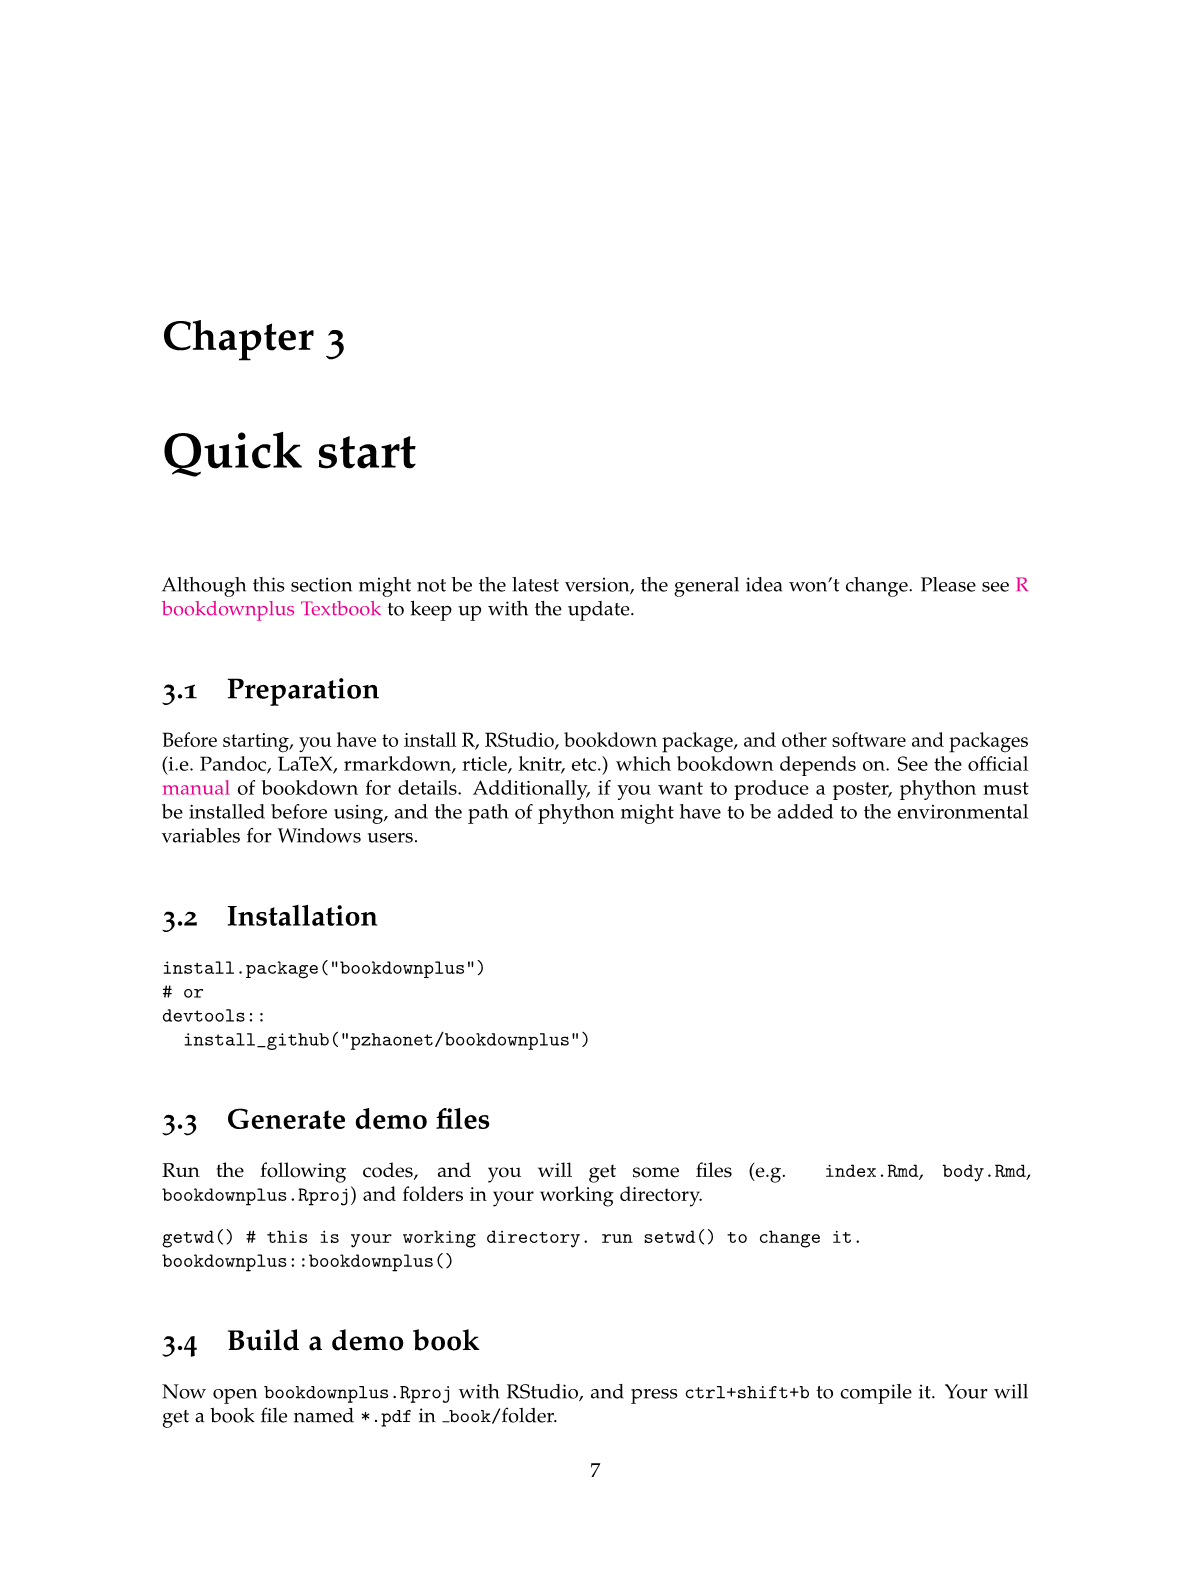 Chapter 3
Quick start
Although this section might not be the latest version, the general idea won't change. Please see R
bookdownplus Textbook to keep up with the update.
3.1 Preparation
Before starting, you have to install R, RStudio, bookdown package, and other software and packages
(i.e. Pandoc, LaTeX, rmarkdown, rticle, knitr, etc.) which bookdown depends on. See the official
manual of bookdown for details. Additionally, if you want to produce a poster, phython must
be installed before using, and the path of phython might have to be added to the environmental
variables for Windows users.
3.2 Installation
install.package("bookdownplus")
# or
devtools::
  install_github("pzhaonet/bookdownplus")
3.3 Generate demo files
Run the following codes, and you will get some files (e.g. index.Rmd, body.Rmd,
bookdownplus.Rproj) and folders in your working directory.
getwd() # this is your working directory. run setwd() to change it.
bookdownplus::bookdownplus()
3.4 Build a demo book
Now open bookdownplus.Rproj with RStudio, and press ctrl+shift+b to compile it. Your will
get a book file named *.pdf in _book/folder.
7